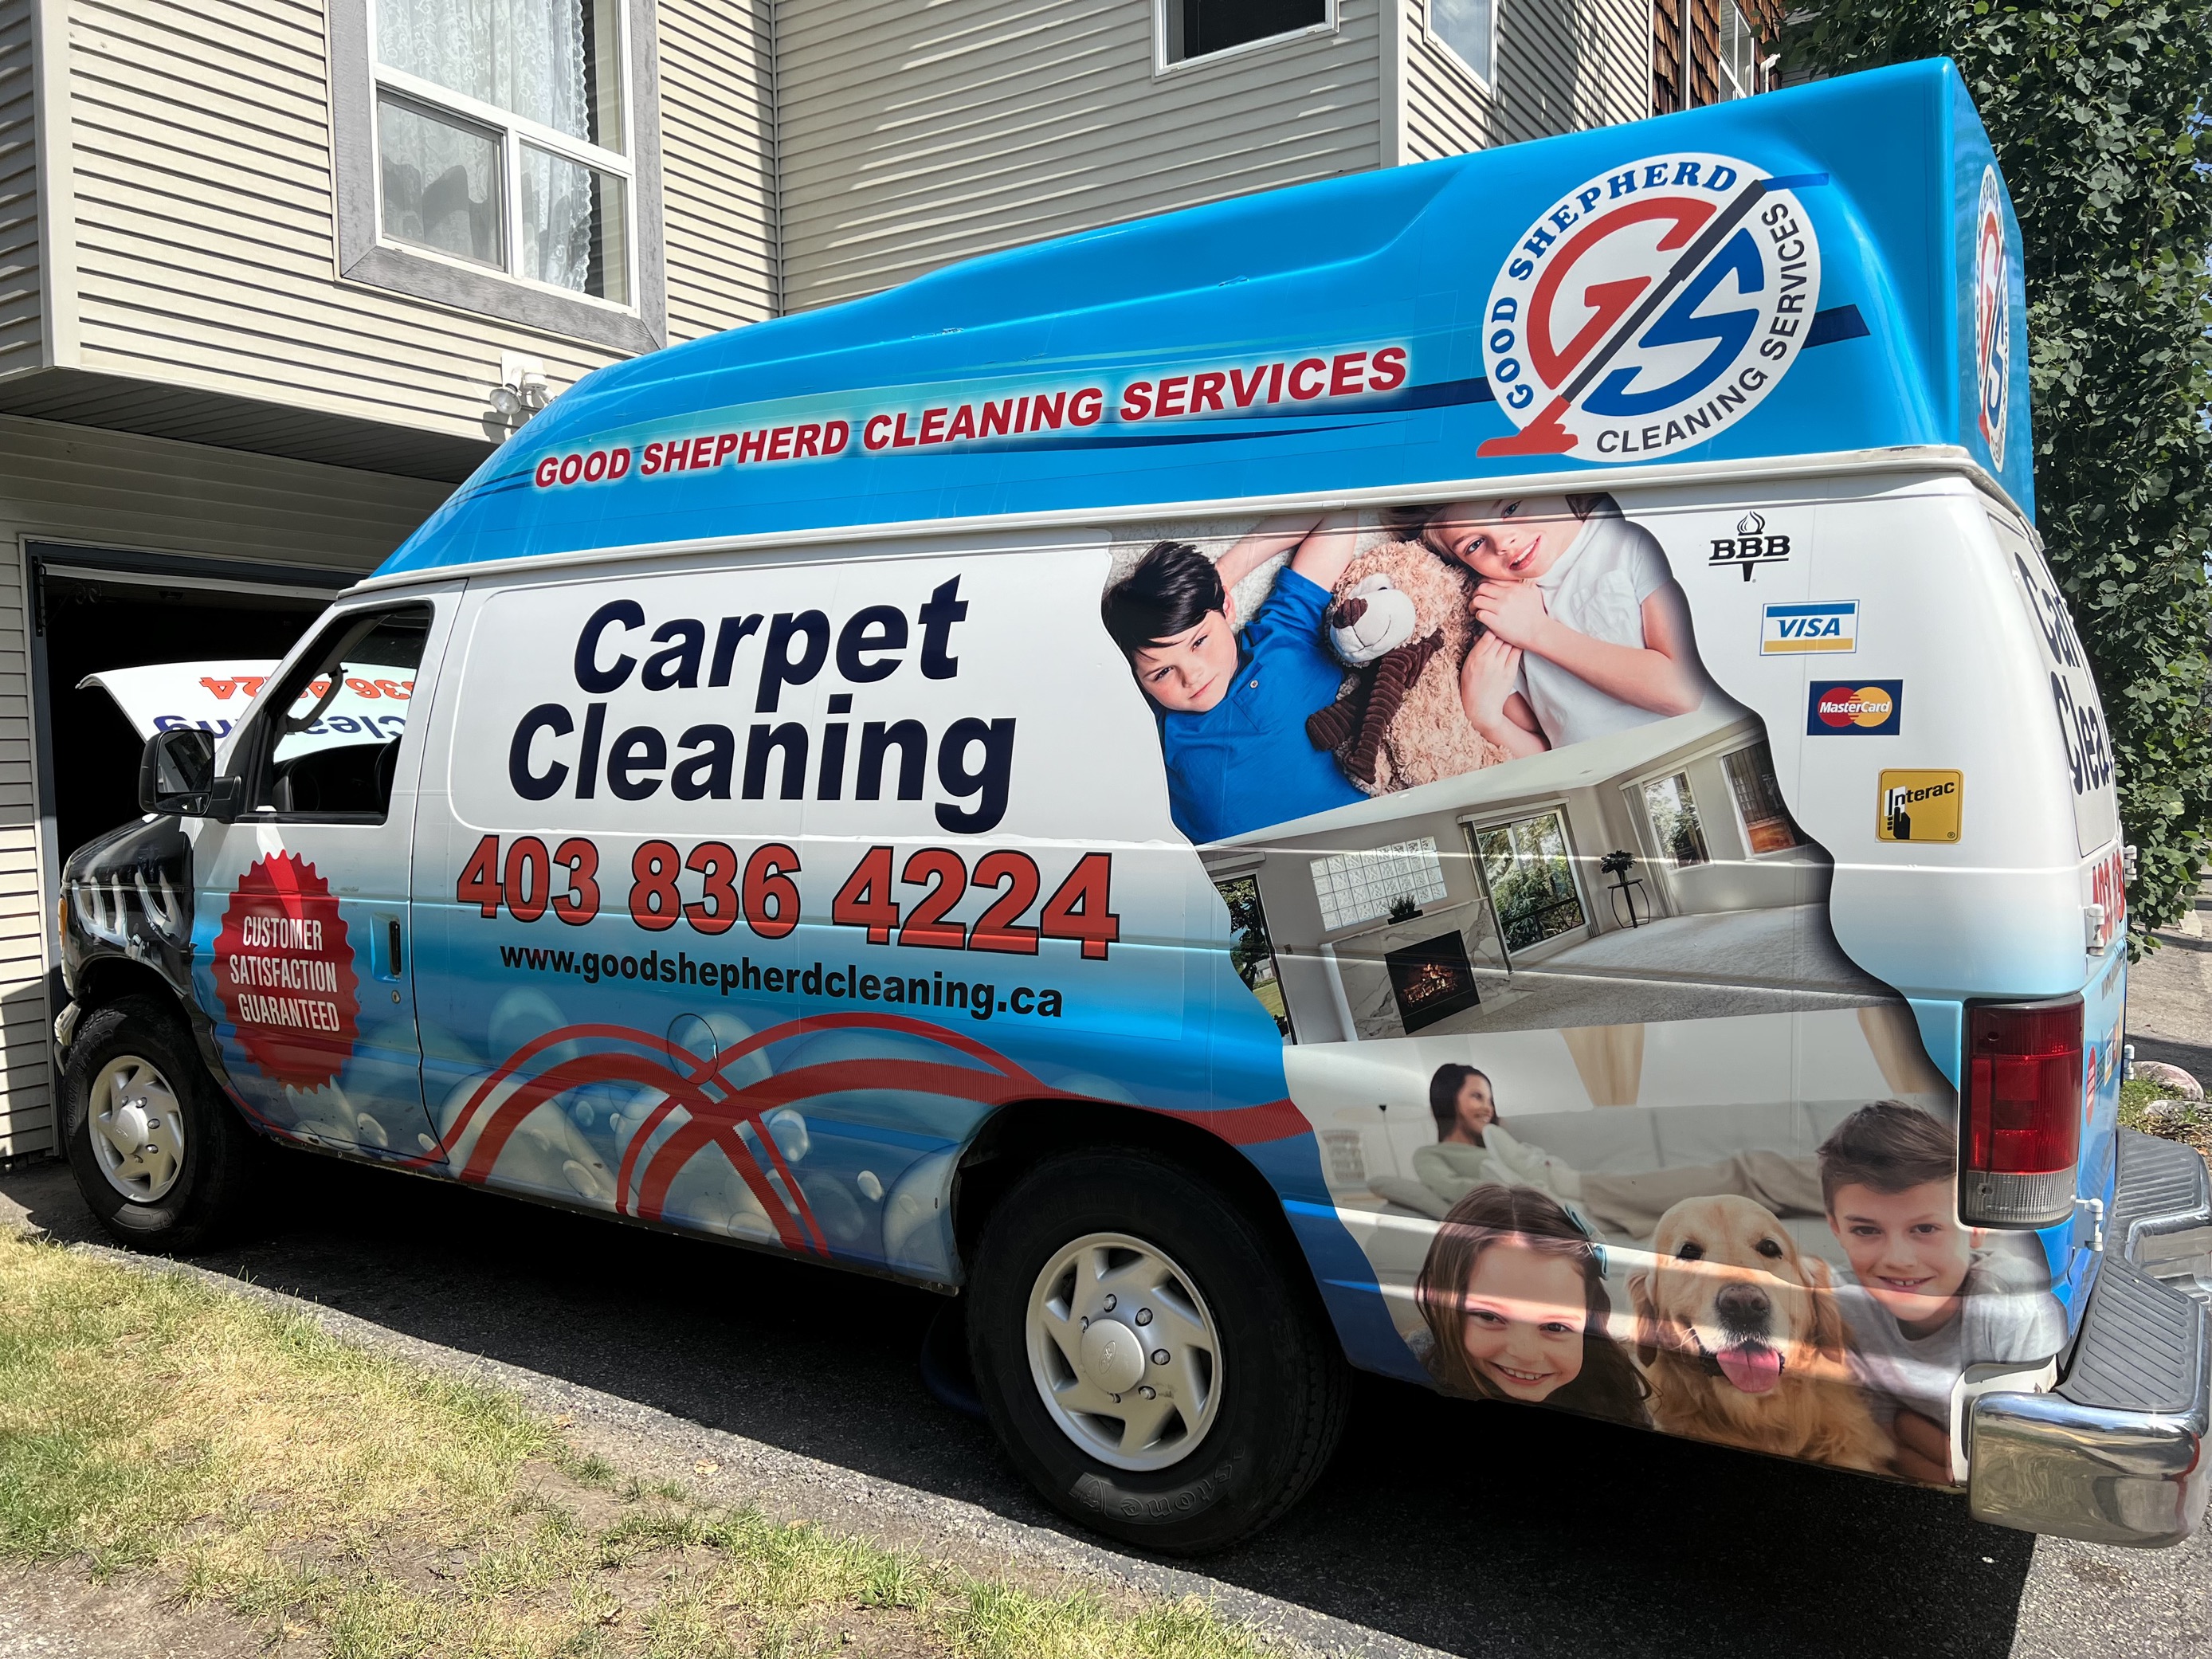 GOOD SHEPHERD
GS
CLEANING SERVICES
GOOD SHEPHERD CLEANING SERVICES
BBB
VISA
MasterCard
Interac
Carpet
Cleaning
403 836 4224
www.goodshepherdcleaning.ca
CUSTOMER
SATISFACTION
GUARANTEED
GS